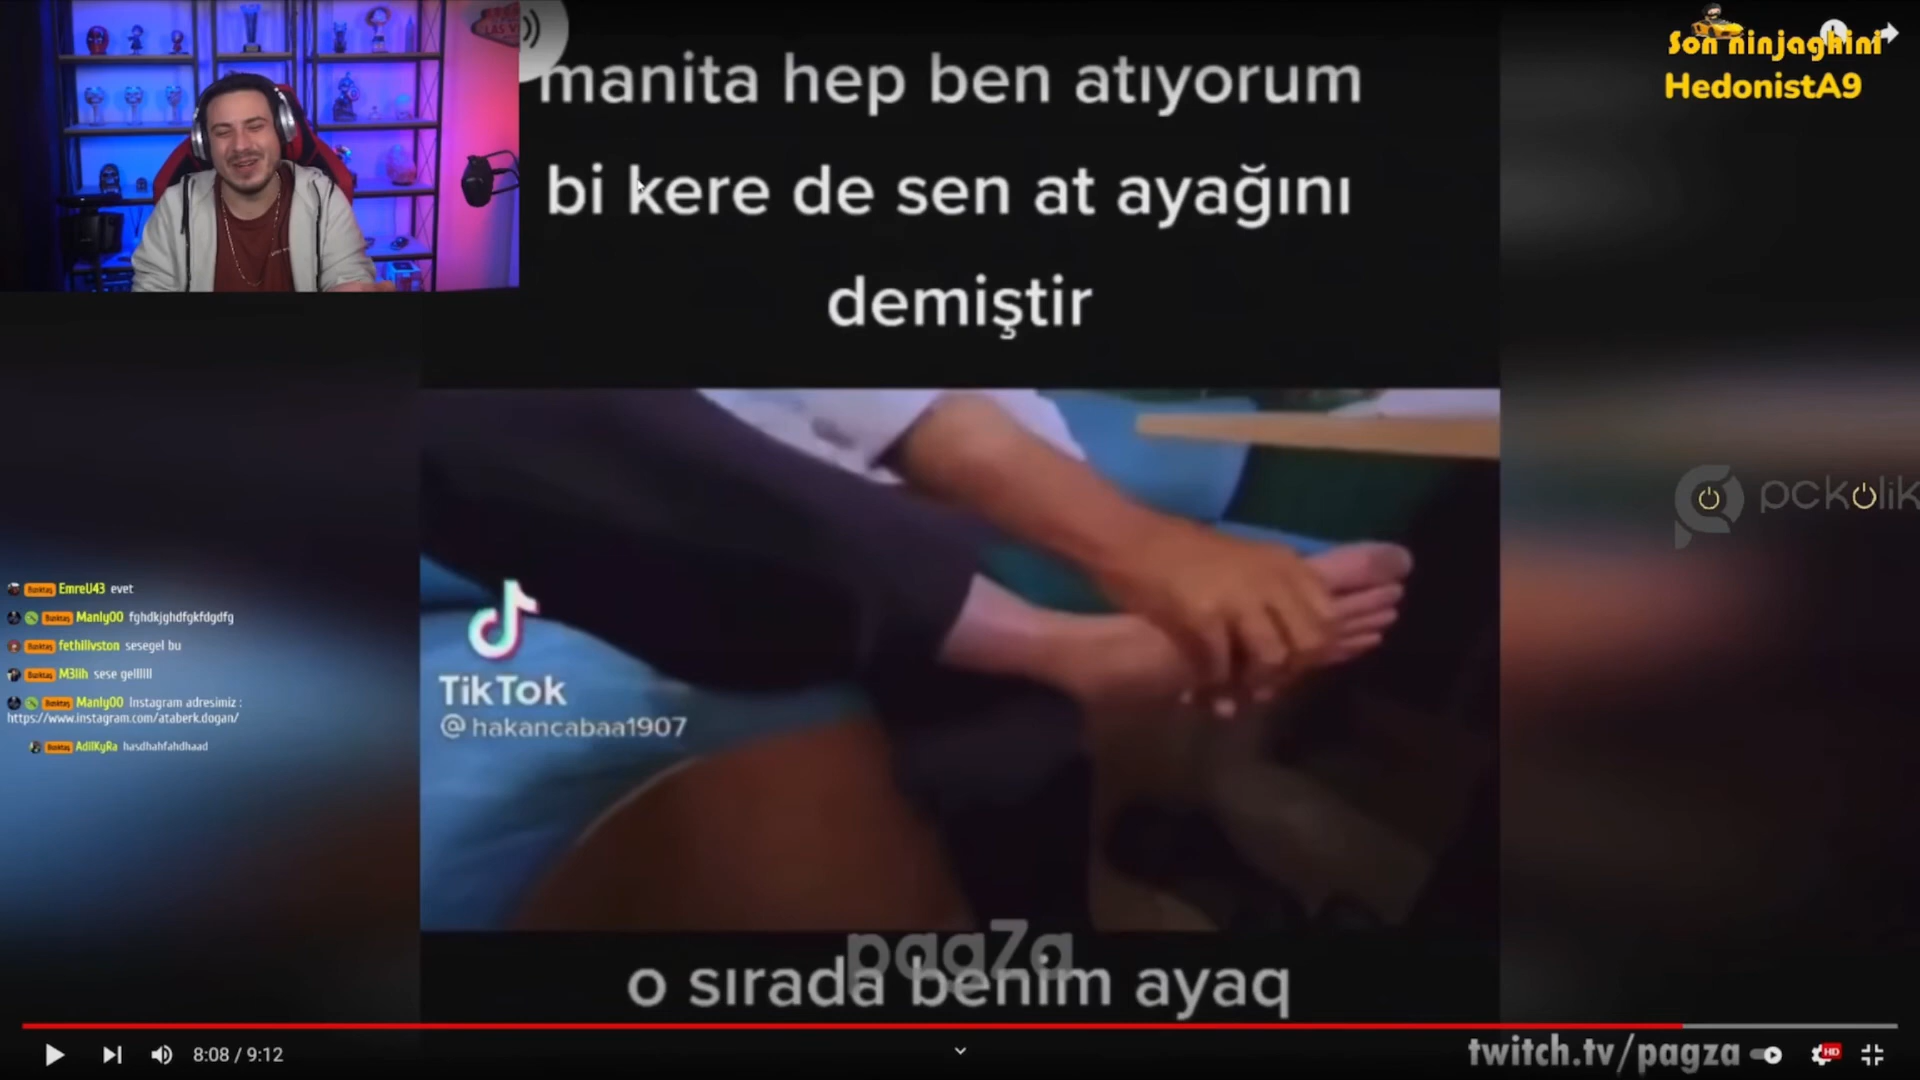 manita hep ben atıyorum
bi kere de sen at ayağını
demiştir
Son ninjaghini
HedonistA9
pckolik
EmreU43 evet
Manly00 fghdkjghdfgkfdgdfg
fethllivston sesegel bu
M3lih sese gellllll
Manly00 Instagram adresimiz :
https://www.instagram.com/ataberk.dogan/
AdilKyRa hasdhahfahdhaad
TikTok
@hakancabaa1907
pagZa
o sırada benim ayaq
8:08 / 9:12
twitch.tv/pagza
HD